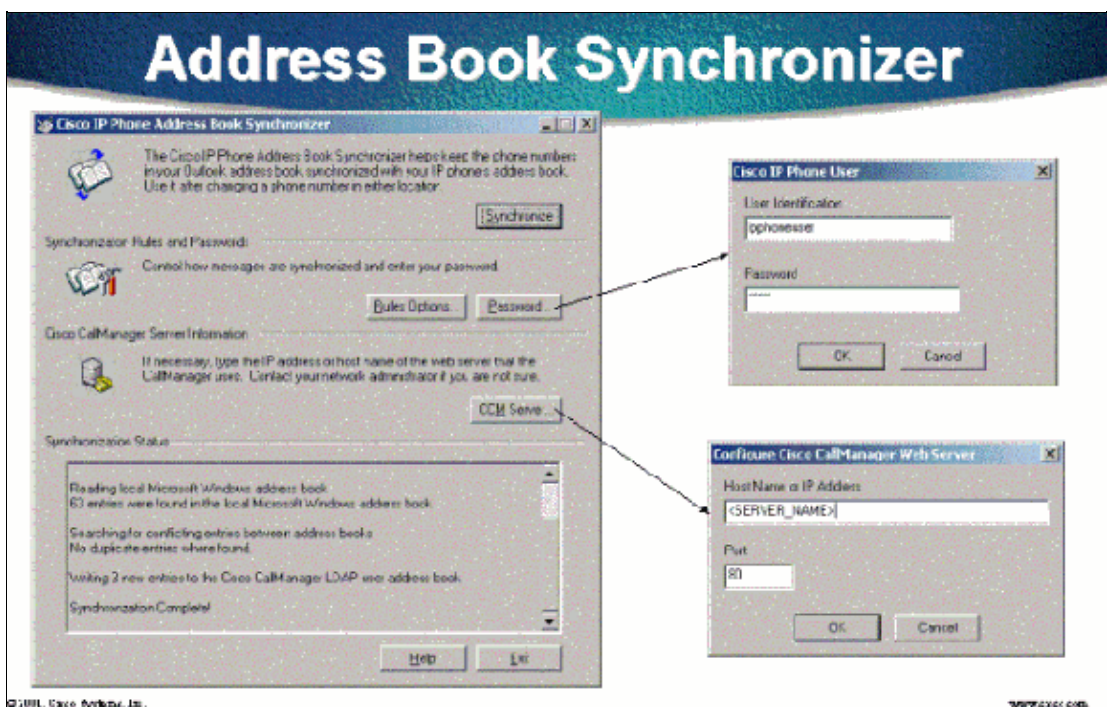 Address Book Synchronizer
Cisco IP Phone Address Book Synchronizer
The Cisco IP Phone Address Book Synchronizer helps keep the phone numbers
in your Outlook address book synchronized with your IP phone's address book.
Use it after changing a phone number in either location.
Synchronize
Synchronization Rules and Password:
Control how messages are synchronized and enter your password.
Rules Options...
Password...
Cisco CallManager Server Information
If necessary, type the IP address or host name of the web server that the
CallManager uses. Contact your network administrator if you are not sure.
CCM Server...
Synchronization Status
Reading local Microsoft Windows address book
63 entries were found in the local Microsoft Windows address book.
Searching for conflicting entries between address books
No duplicate entries where found.
Writing 3 new entries to the Cisco CallManager LDAP user address book
Synchronization Complete!
Help
Exit
Cisco IP Phone User
User Identification
ipphoneuser
Password
OK
Cancel
Configure Cisco CallManager Web Server
Host Name or IP Address
<SERVER_NAME>
Port
80
OK
Cancel
Cisco Systems, Inc.